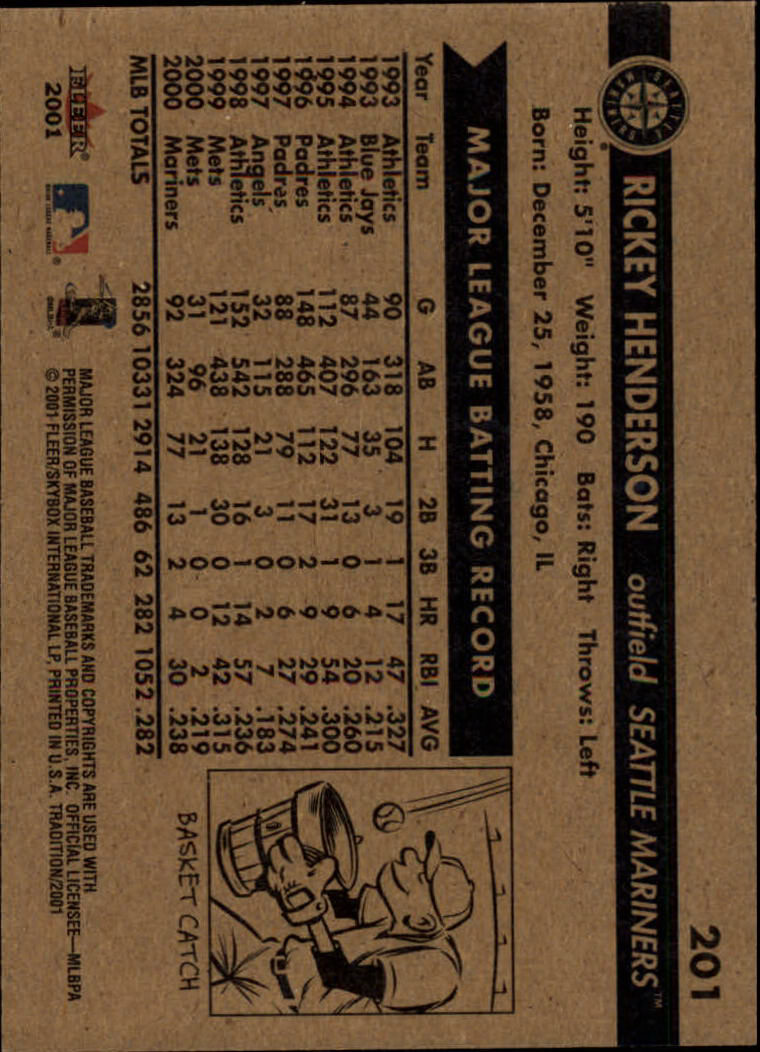 201
RICKEY HENDERSON outfield SEATTLE MARINERS™
SEATTLE MARINERS
Height: 5'10" Weight: 190 Bats: Right Throws: Left
Born: December 25, 1958, Chicago, IL
MAJOR LEAGUE BATTING RECORD
Year Team G AB H 2B 3B HR RBI AVG
1993 Athletics 90 318 104 19 1 17 47 .327
1993 Blue Jays 44 163 35 3 1 4 12 .215
1994 Athletics 87 296 77 13 0 6 20 .260
1995 Athletics 112 407 122 31 1 9 54 .300
1996 Padres 148 465 112 17 2 9 29 .241
1997 Padres 88 288 79 11 0 6 27 .274
1997 Angels 32 115 21 3 0 2 7 .183
1998 Athletics 152 542 128 16 1 14 57 .236
1999 Mets 121 438 138 30 0 12 42 .315
2000 Mets 31 96 21 1 0 0 2 .219
2000 Mariners 92 324 77 13 2 4 30 .238
MLB TOTALS 2856 10331 2914 486 62 282 1052 .282
BASKET CATCH
FLEER®
2001
MAJOR LEAGUE BASEBALL TRADEMARKS AND COPYRIGHTS ARE USED WITH
PERMISSION OF MAJOR LEAGUE BASEBALL PROPERTIES, INC. OFFICIAL LICENSEE—MLBPA
© 2001 FLEER/SKYBOX INTERNATIONAL LP, PRINTED IN U.S.A. TRADITION/2001